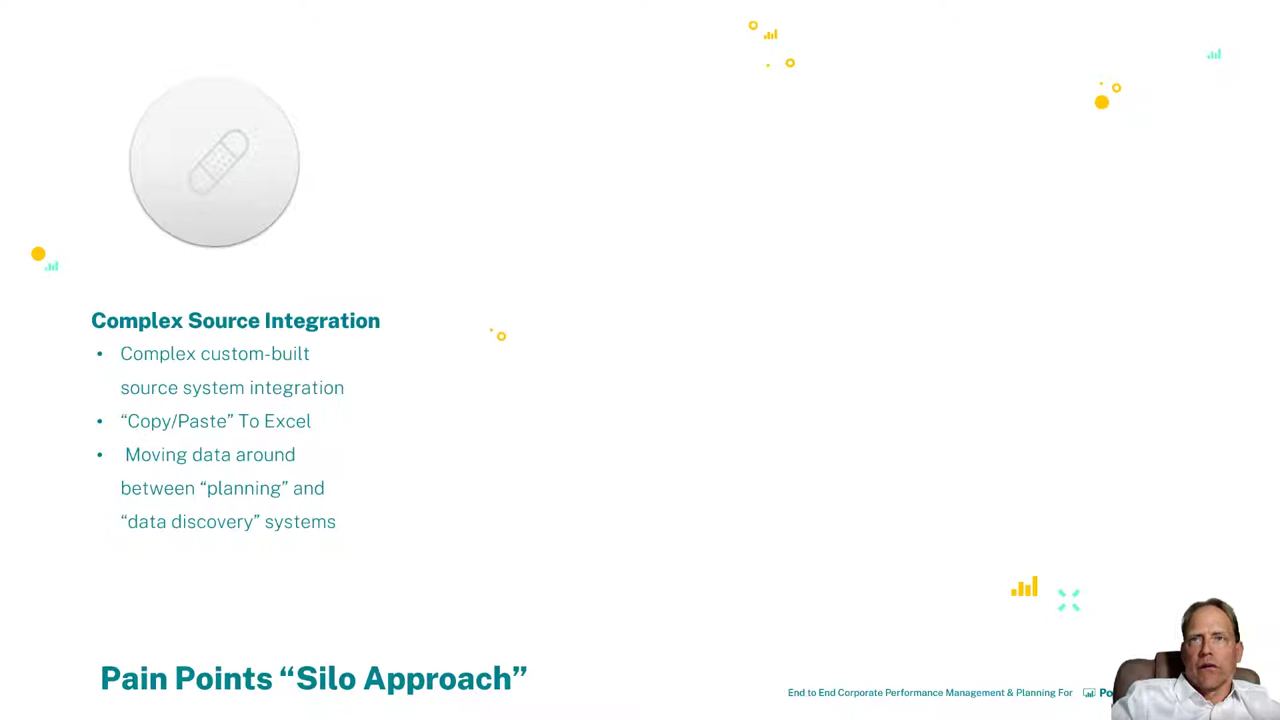 Complex Source Integration
• Complex custom-built
source system integration
• “Copy/Paste” To Excel
• Moving data around
between “planning” and
“data discovery” systems
Pain Points “Silo Approach”
End to End Corporate Performance Management & Planning For